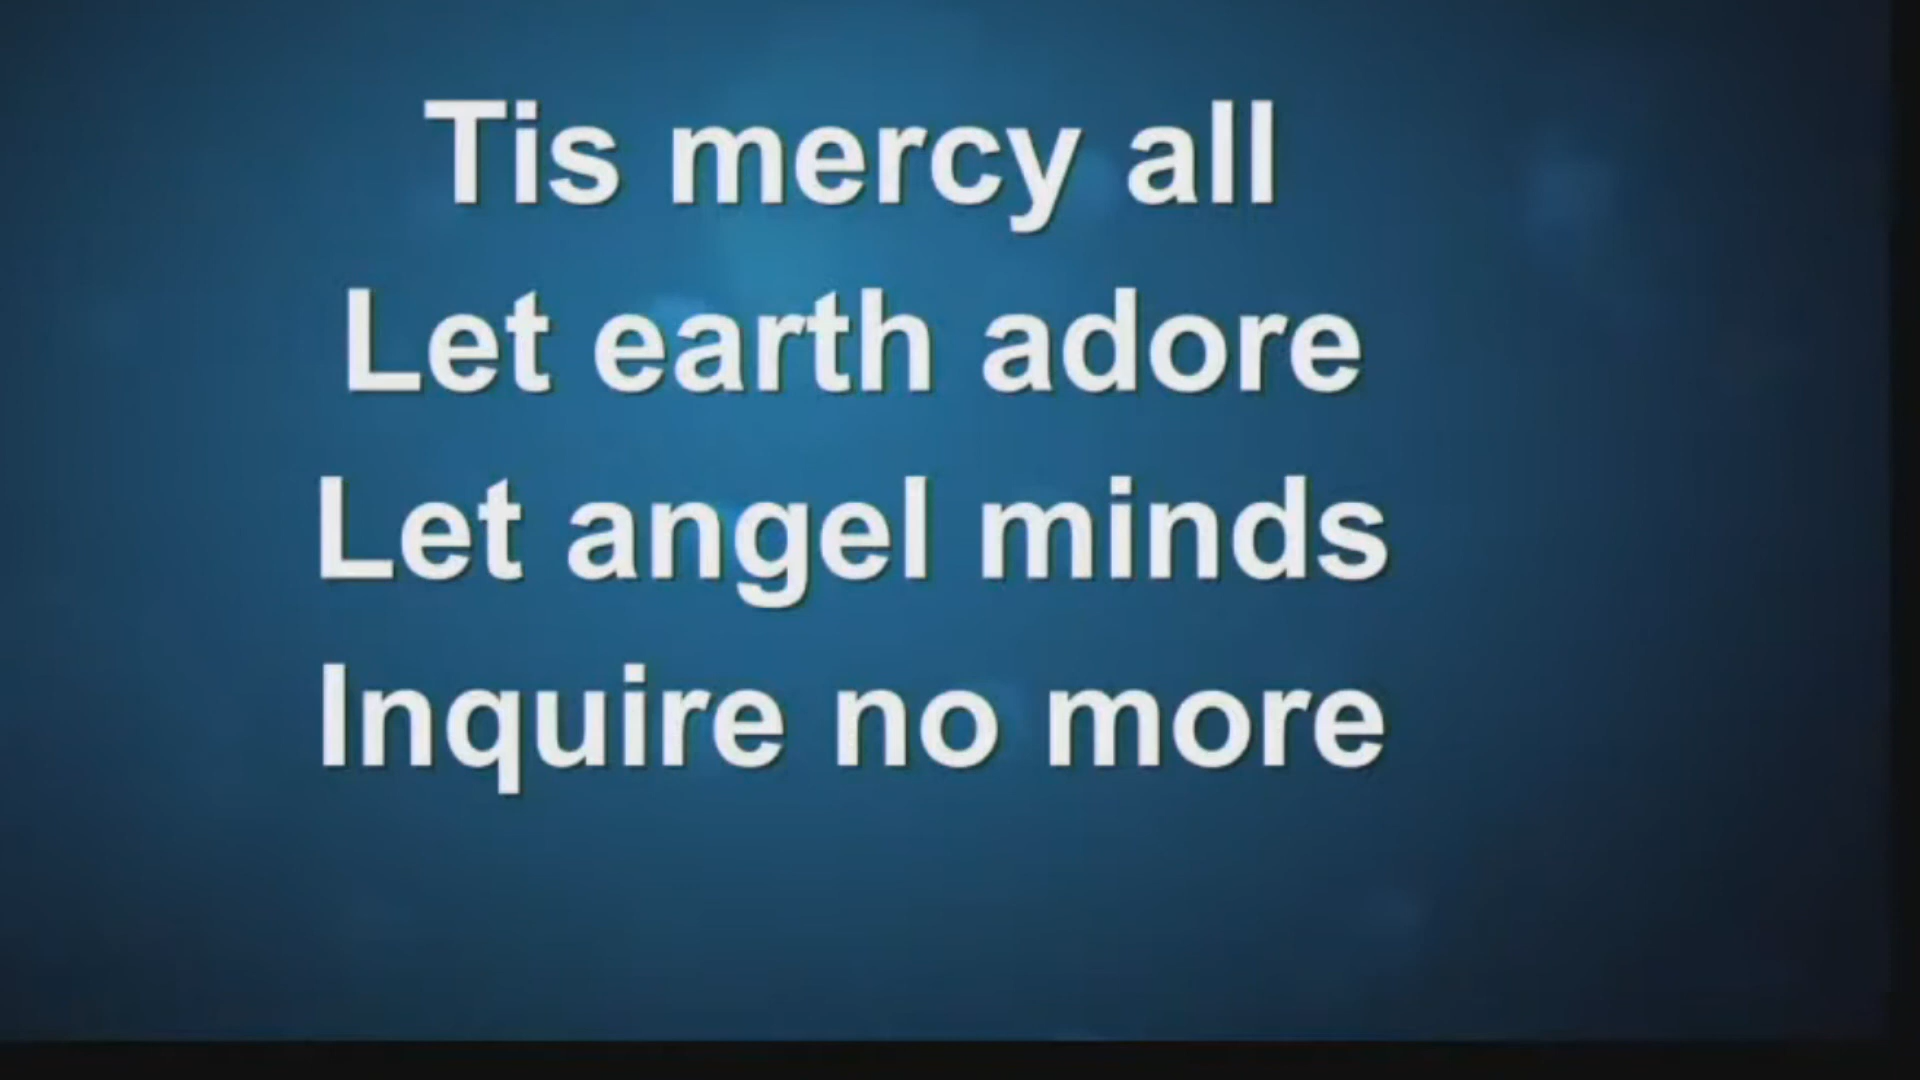 Tis mercy all
Let earth adore
Let angel minds
Inquire no more